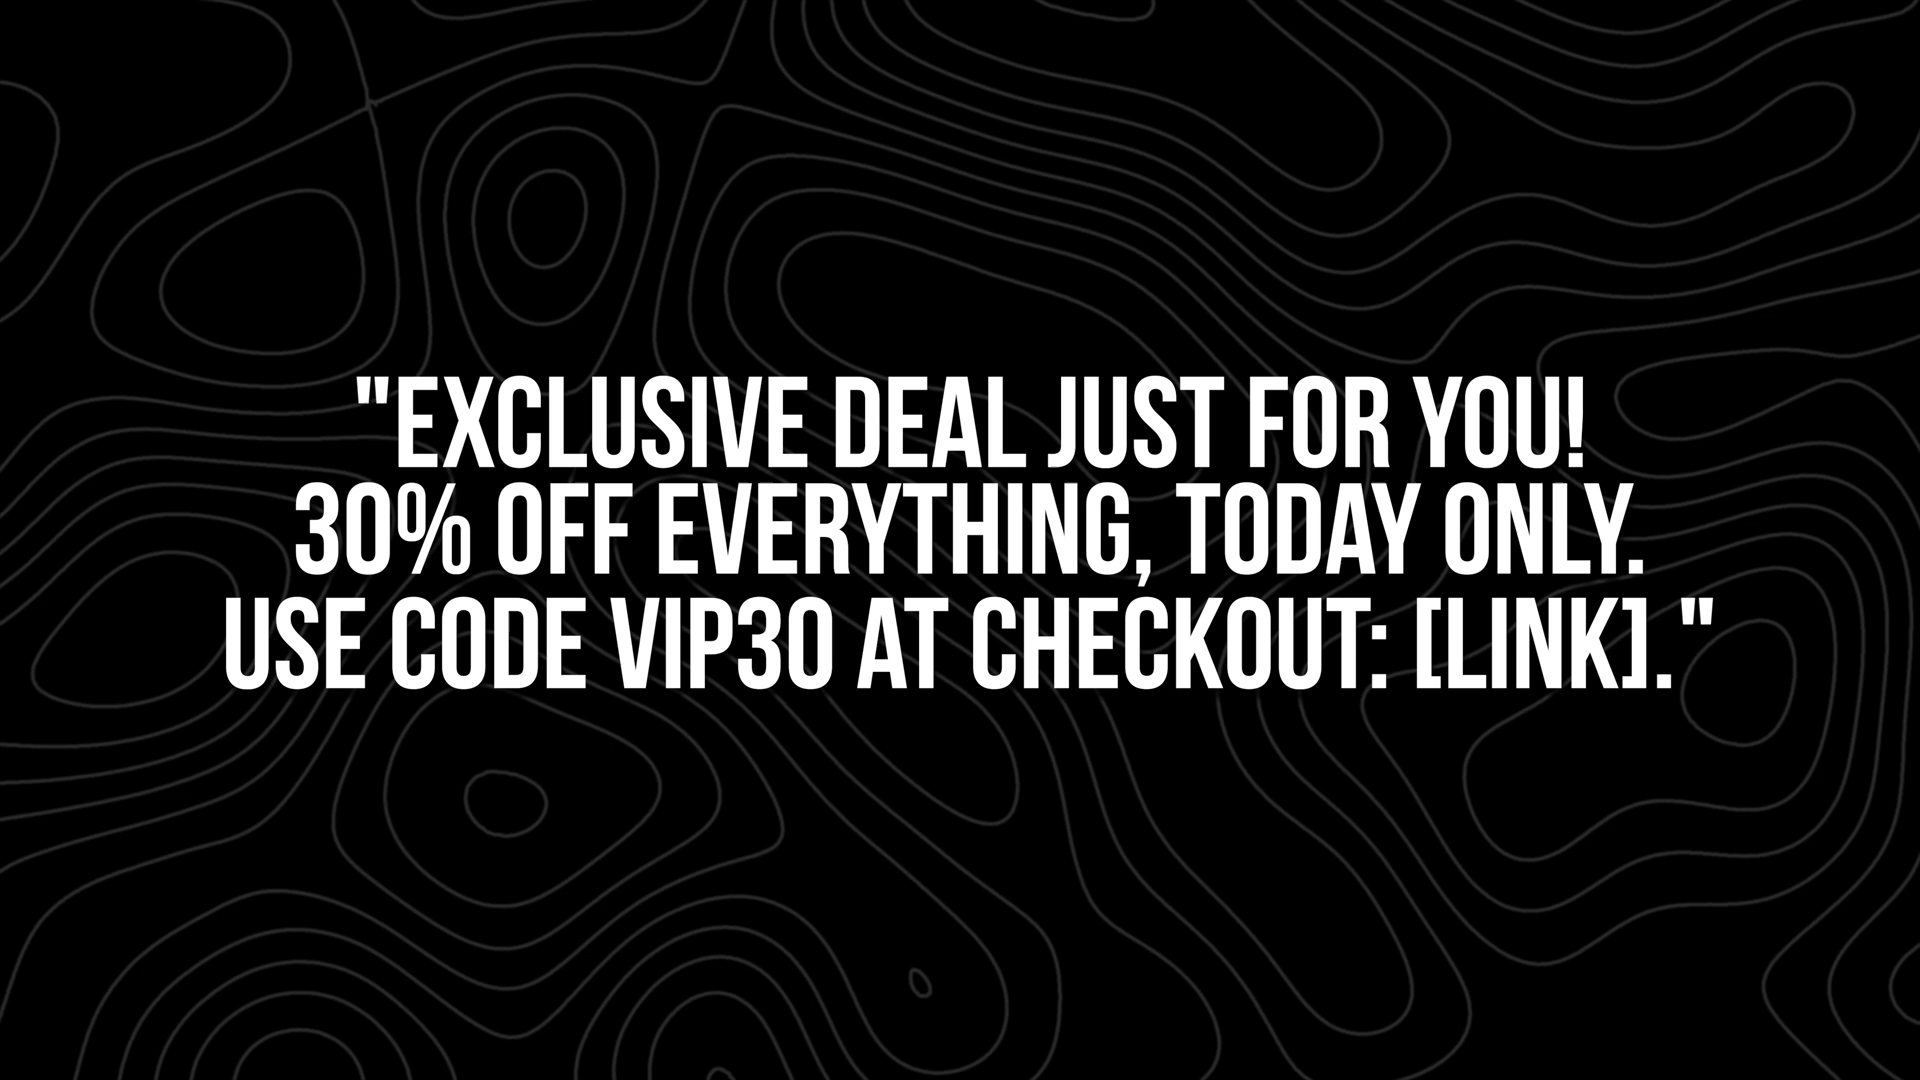 "EXCLUSIVE DEAL JUST FOR YOU!
30% OFF EVERYTHING, TODAY ONLY.
USE CODE VIP30 AT CHECKOUT: [LINK]."